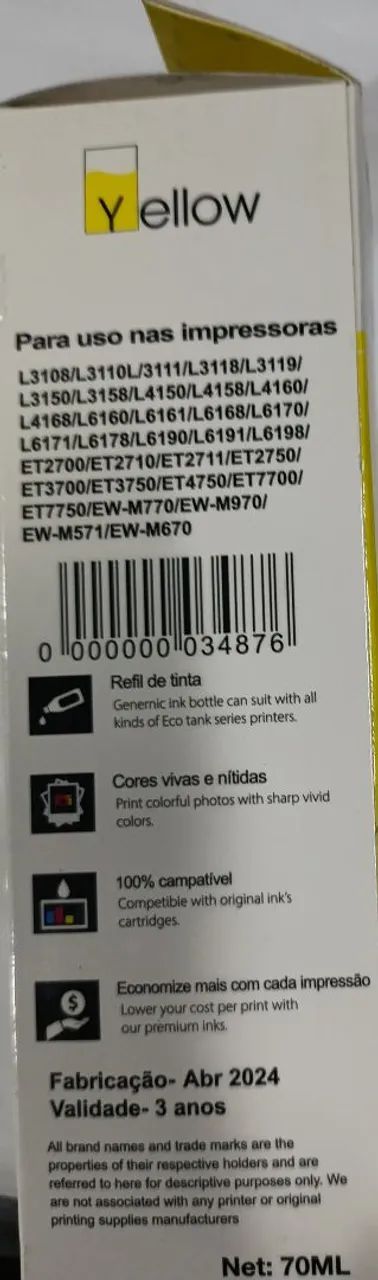 Yellow
Para uso nas impressoras
L3108/L3110L/3111/L3118/L3119/
L3150/L3158/L4150/L4158/L4160/
L4168/L6160/L6161/L6168/L6170/
L6171/L6178/L6190/L6191/L6198/
ET2700/ET2710/ET2711/ET2750/
ET3700/ET3750/ET4750/ET7700/
ET7750/EW-M770/EW-M970/
EW-M571/EW-M670
0 000000 034876
Refil de tinta
Genernic ink bottle can suit with all
kinds of Eco tank series printers.
Cores vivas e nítidas
Print colorful photos with sharp vivid
colors.
100% campatível
Competible with original ink's
cartridges.
Economize mais com cada impressão
Lower your cost per print with
our premium inks.
Fabricação- Abr 2024
Validade- 3 anos
All brand names and trade marks are the
properties of their respective holders and are
referred to here for descriptive purposes only. We
are not associated with any printer or original
printing supplies manufacturers
Net: 70ML